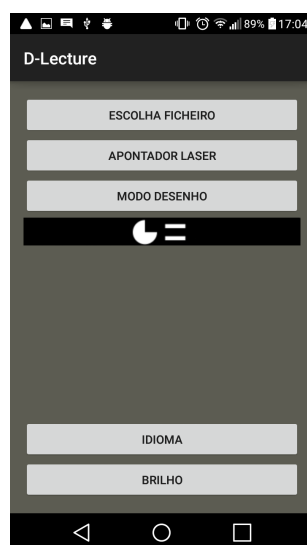 89% 17:04
D-Lecture
ESCOLHA FICHEIRO
APONTADOR LASER
MODO DESENHO
IDIOMA
BRILHO